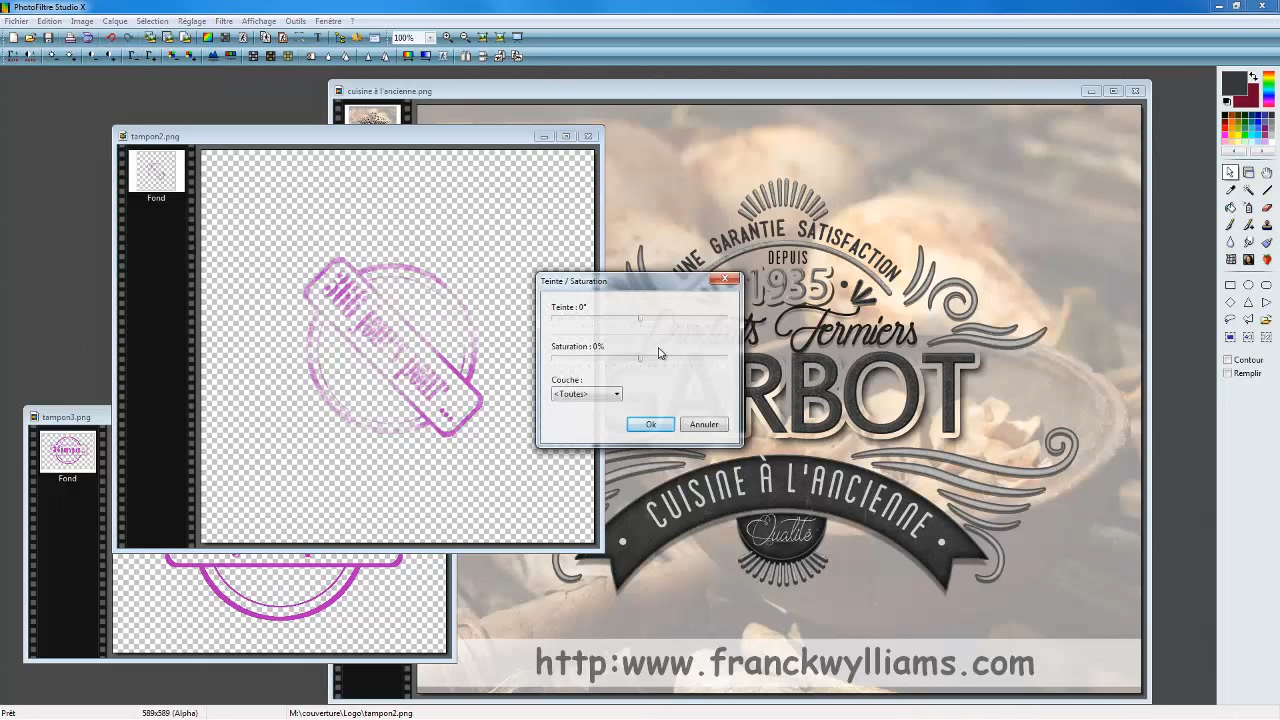 PhotoFiltre Studio X
Fichier Edition Image Calque Sélection Réglage Filtre Affichage Outils Fenêtre ?
100%
cuisine à l'ancienne.png
tampon2.png
Fond
UNE GARANTIE SATISFACTION
DEPUIS
1935
Fermiers
ARBOT
CUISINE À L'ANCIENNE
Qualité
Teinte / Saturation
Teinte : 0°
Saturation : 0%
Couche :
<Toutes>
Ok Annuler
tampon3.png
Fond
Contour
Remplir
http:www.franckwylliams.com
Prêt 589x589 (Alpha) M:\couverture\Logo\tampon2.png